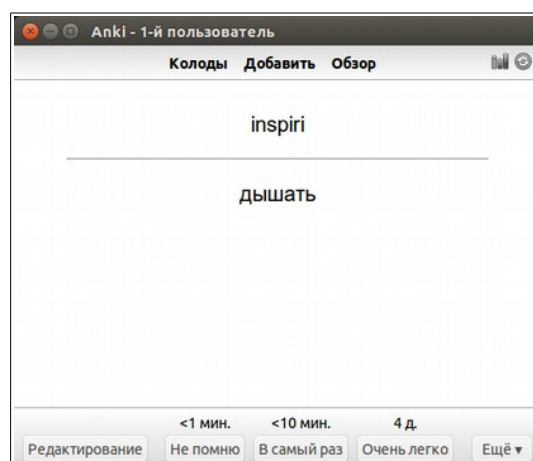 Anki - 1-й пользователь
Колоды Добавить Обзор
inspiri
дышать
<1 мин. <10 мин. 4 д.
Редактирование Не помню В самый раз Очень легко Ещё ▾